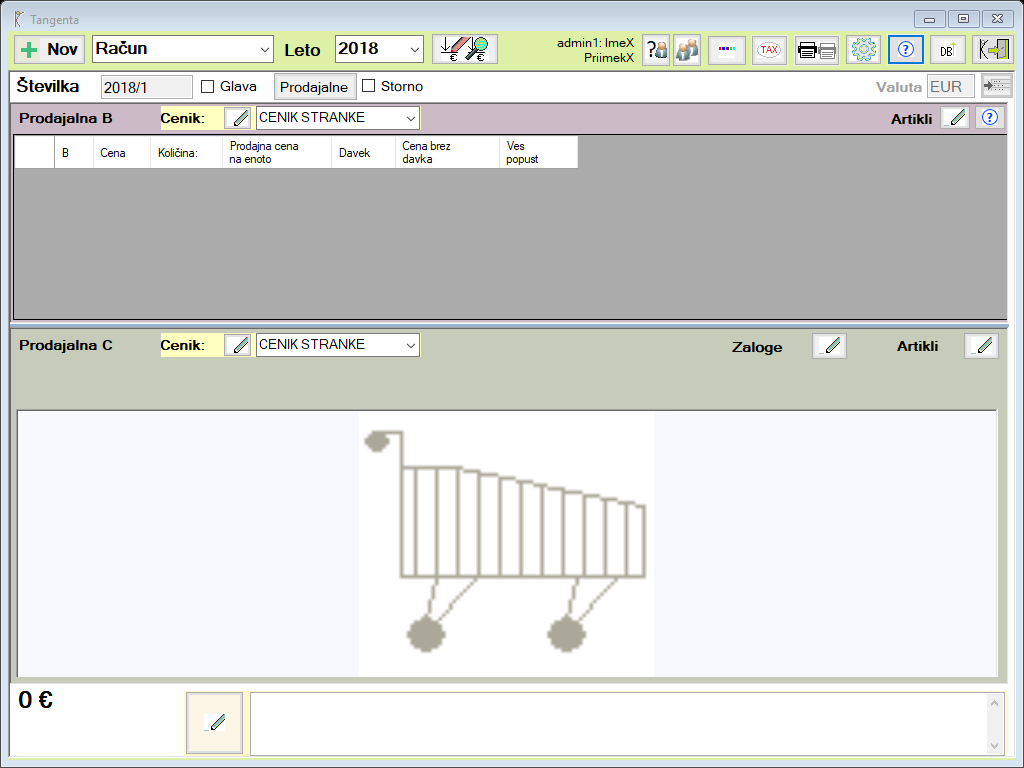 Tangenta
Nov
Račun
Leto
2018
€ €
admin1: ImeX
PriimekX
?
TAX
?
DB
Številka
2018/1
Glava
Prodajalne
Storno
Valuta
EUR
Prodajalna B
Cenik:
CENIK STRANKE
Artikli
?
B
Cena
Količina:
Prodajna cena
na enoto
Davek
Cena brez
davka
Ves
popust
Prodajalna C
Cenik:
CENIK STRANKE
Zaloge
Artikli
0 €